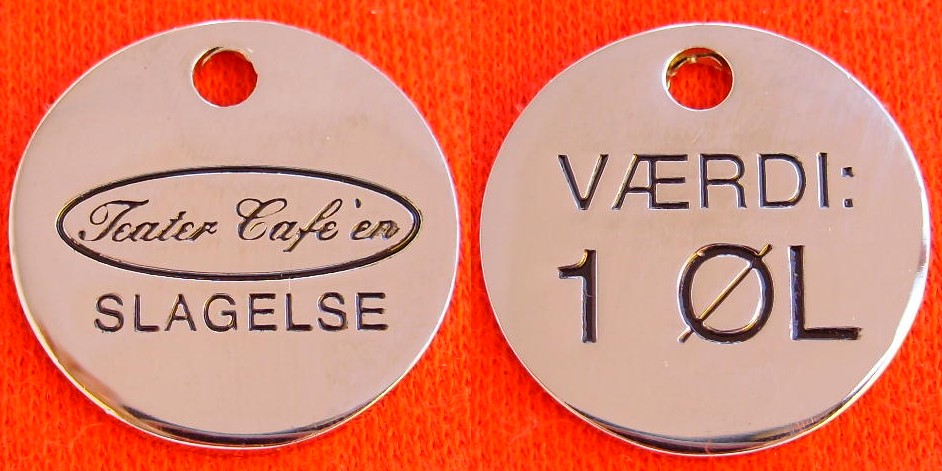 Teater Cafe'en
SLAGELSE
VÆRDI:
1 ØL